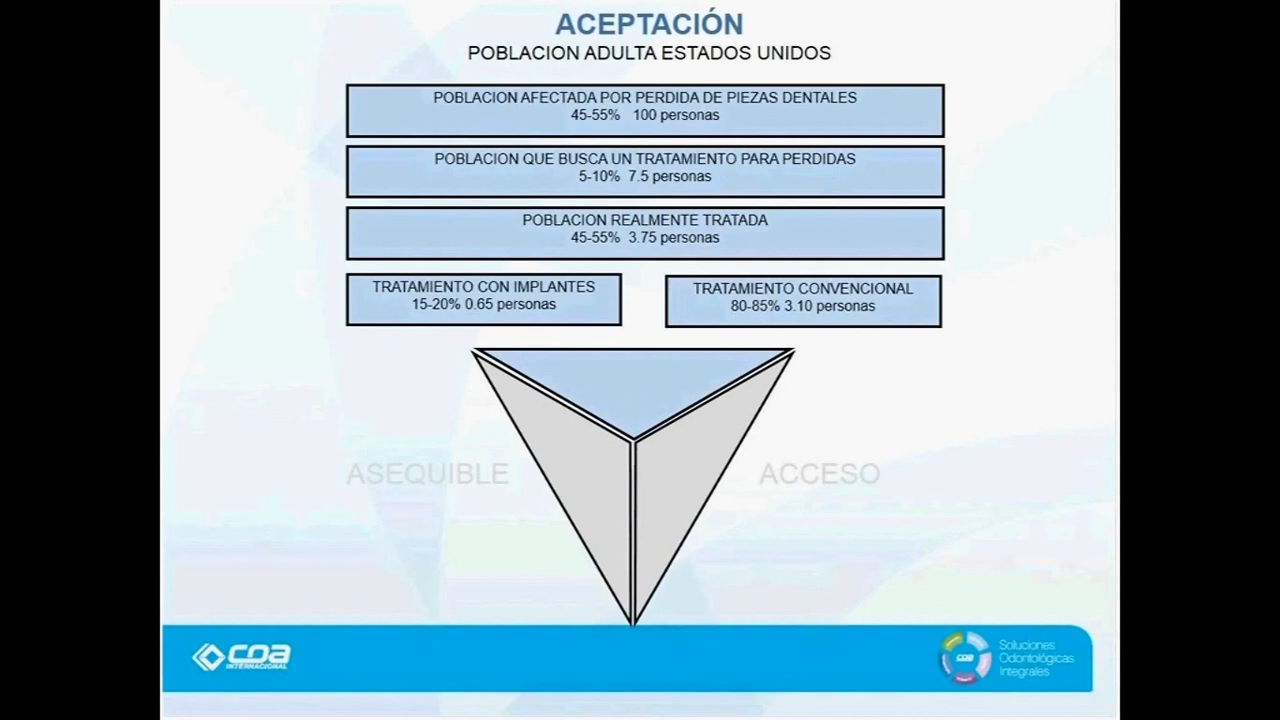 ACEPTACIÓN
POBLACION ADULTA ESTADOS UNIDOS
POBLACION AFECTADA POR PERDIDA DE PIEZAS DENTALES
45-55% 100 personas
POBLACION QUE BUSCA UN TRATAMIENTO PARA PERDIDAS
5-10% 7.5 personas
POBLACION REALMENTE TRATADA
45-55% 3.75 personas
TRATAMIENTO CON IMPLANTES
15-20% 0.65 personas
TRATAMIENTO CONVENCIONAL
80-85% 3.10 personas
ASEQUIBLE
ACCESO
COA
INTERNACIONAL
COA
Soluciones
Odontológicas
Integrales